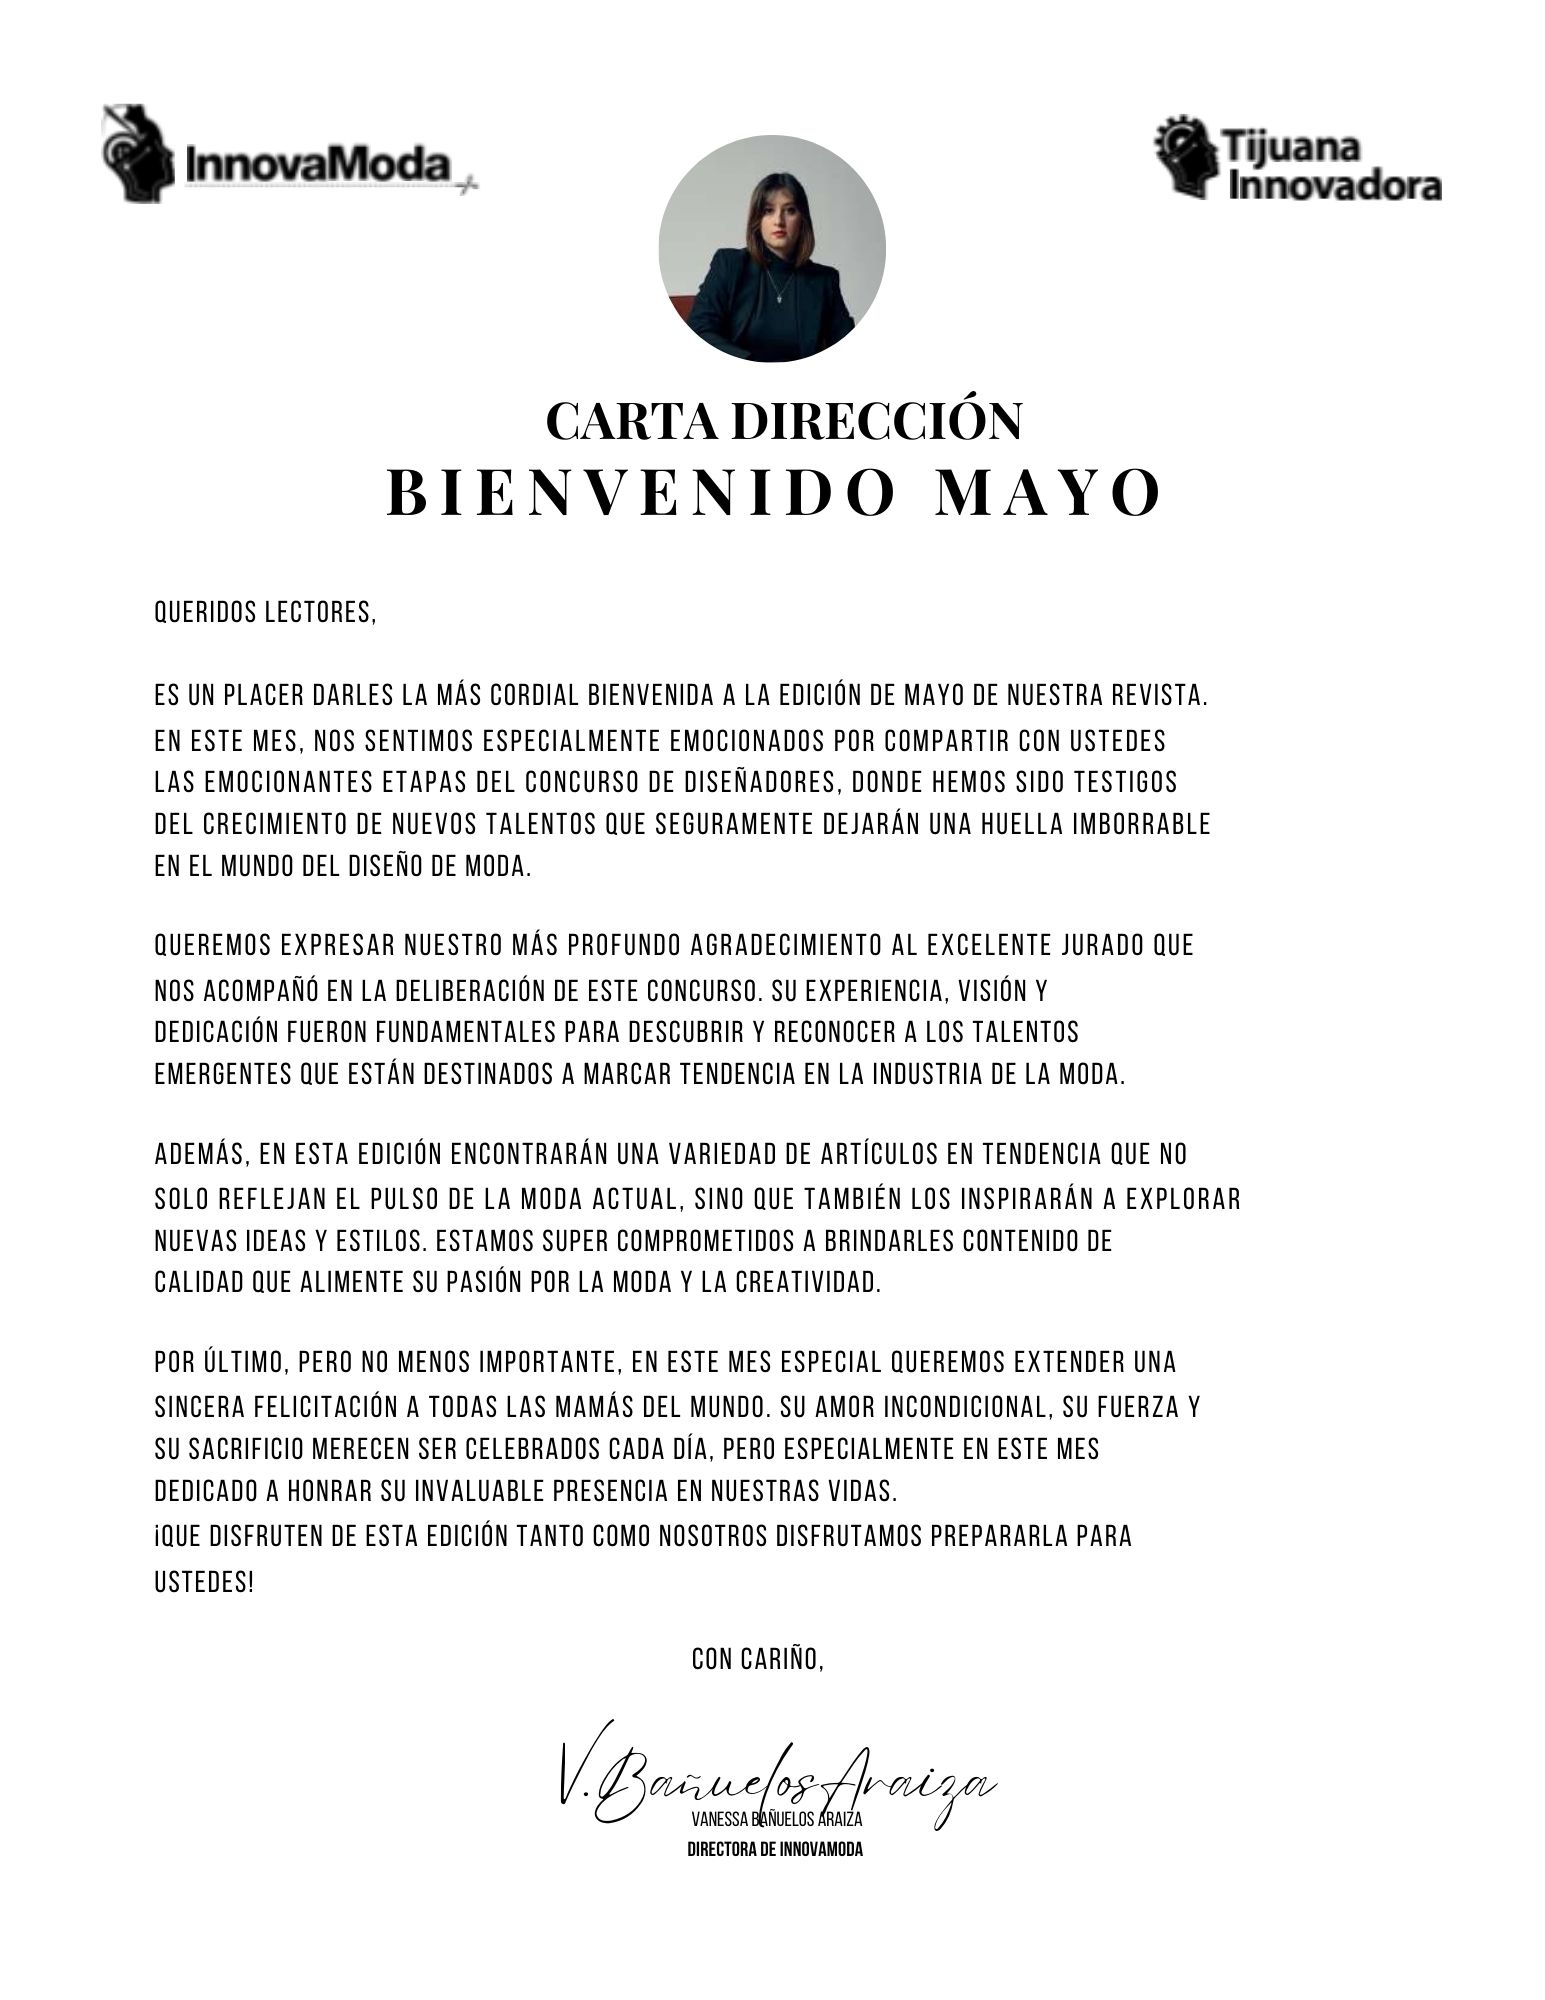 InnovaModa
Tijuana
Innovadora
CARTA DIRECCIÓN
BIENVENIDO MAYO
QUERIDOS LECTORES,
ES UN PLACER DARLES LA MÁS CORDIAL BIENVENIDA A LA EDICIÓN DE MAYO DE NUESTRA REVISTA.
EN ESTE MES, NOS SENTIMOS ESPECIALMENTE EMOCIONADOS POR COMPARTIR CON USTEDES
LAS EMOCIONANTES ETAPAS DEL CONCURSO DE DISEÑADORES, DONDE HEMOS SIDO TESTIGOS
DEL CRECIMIENTO DE NUEVOS TALENTOS QUE SEGURAMENTE DEJARÁN UNA HUELLA IMBORRABLE
EN EL MUNDO DEL DISEÑO DE MODA.
QUEREMOS EXPRESAR NUESTRO MÁS PROFUNDO AGRADECIMIENTO AL EXCELENTE JURADO QUE
NOS ACOMPAÑÓ EN LA DELIBERACIÓN DE ESTE CONCURSO. SU EXPERIENCIA, VISIÓN Y
DEDICACIÓN FUERON FUNDAMENTALES PARA DESCUBRIR Y RECONOCER A LOS TALENTOS
EMERGENTES QUE ESTÁN DESTINADOS A MARCAR TENDENCIA EN LA INDUSTRIA DE LA MODA.
ADEMÁS, EN ESTA EDICIÓN ENCONTRARÁN UNA VARIEDAD DE ARTÍCULOS EN TENDENCIA QUE NO
SOLO REFLEJAN EL PULSO DE LA MODA ACTUAL, SINO QUE TAMBIÉN LOS INSPIRARÁN A EXPLORAR
NUEVAS IDEAS Y ESTILOS. ESTAMOS SUPER COMPROMETIDOS A BRINDARLES CONTENIDO DE
CALIDAD QUE ALIMENTE SU PASIÓN POR LA MODA Y LA CREATIVIDAD.
POR ÚLTIMO, PERO NO MENOS IMPORTANTE, EN ESTE MES ESPECIAL QUEREMOS EXTENDER UNA
SINCERA FELICITACIÓN A TODAS LAS MAMÁS DEL MUNDO. SU AMOR INCONDICIONAL, SU FUERZA Y
SU SACRIFICIO MERECEN SER CELEBRADOS CADA DÍA, PERO ESPECIALMENTE EN ESTE MES
DEDICADO A HONRAR SU INVALUABLE PRESENCIA EN NUESTRAS VIDAS.
¡QUE DISFRUTEN DE ESTA EDICIÓN TANTO COMO NOSOTROS DISFRUTAMOS PREPARARLA PARA
USTEDES!
CON CARIÑO,
V. Bañuelos Araiza
VANESSA BAÑUELOS ARAIZA
DIRECTORA DE INNOVAMODA